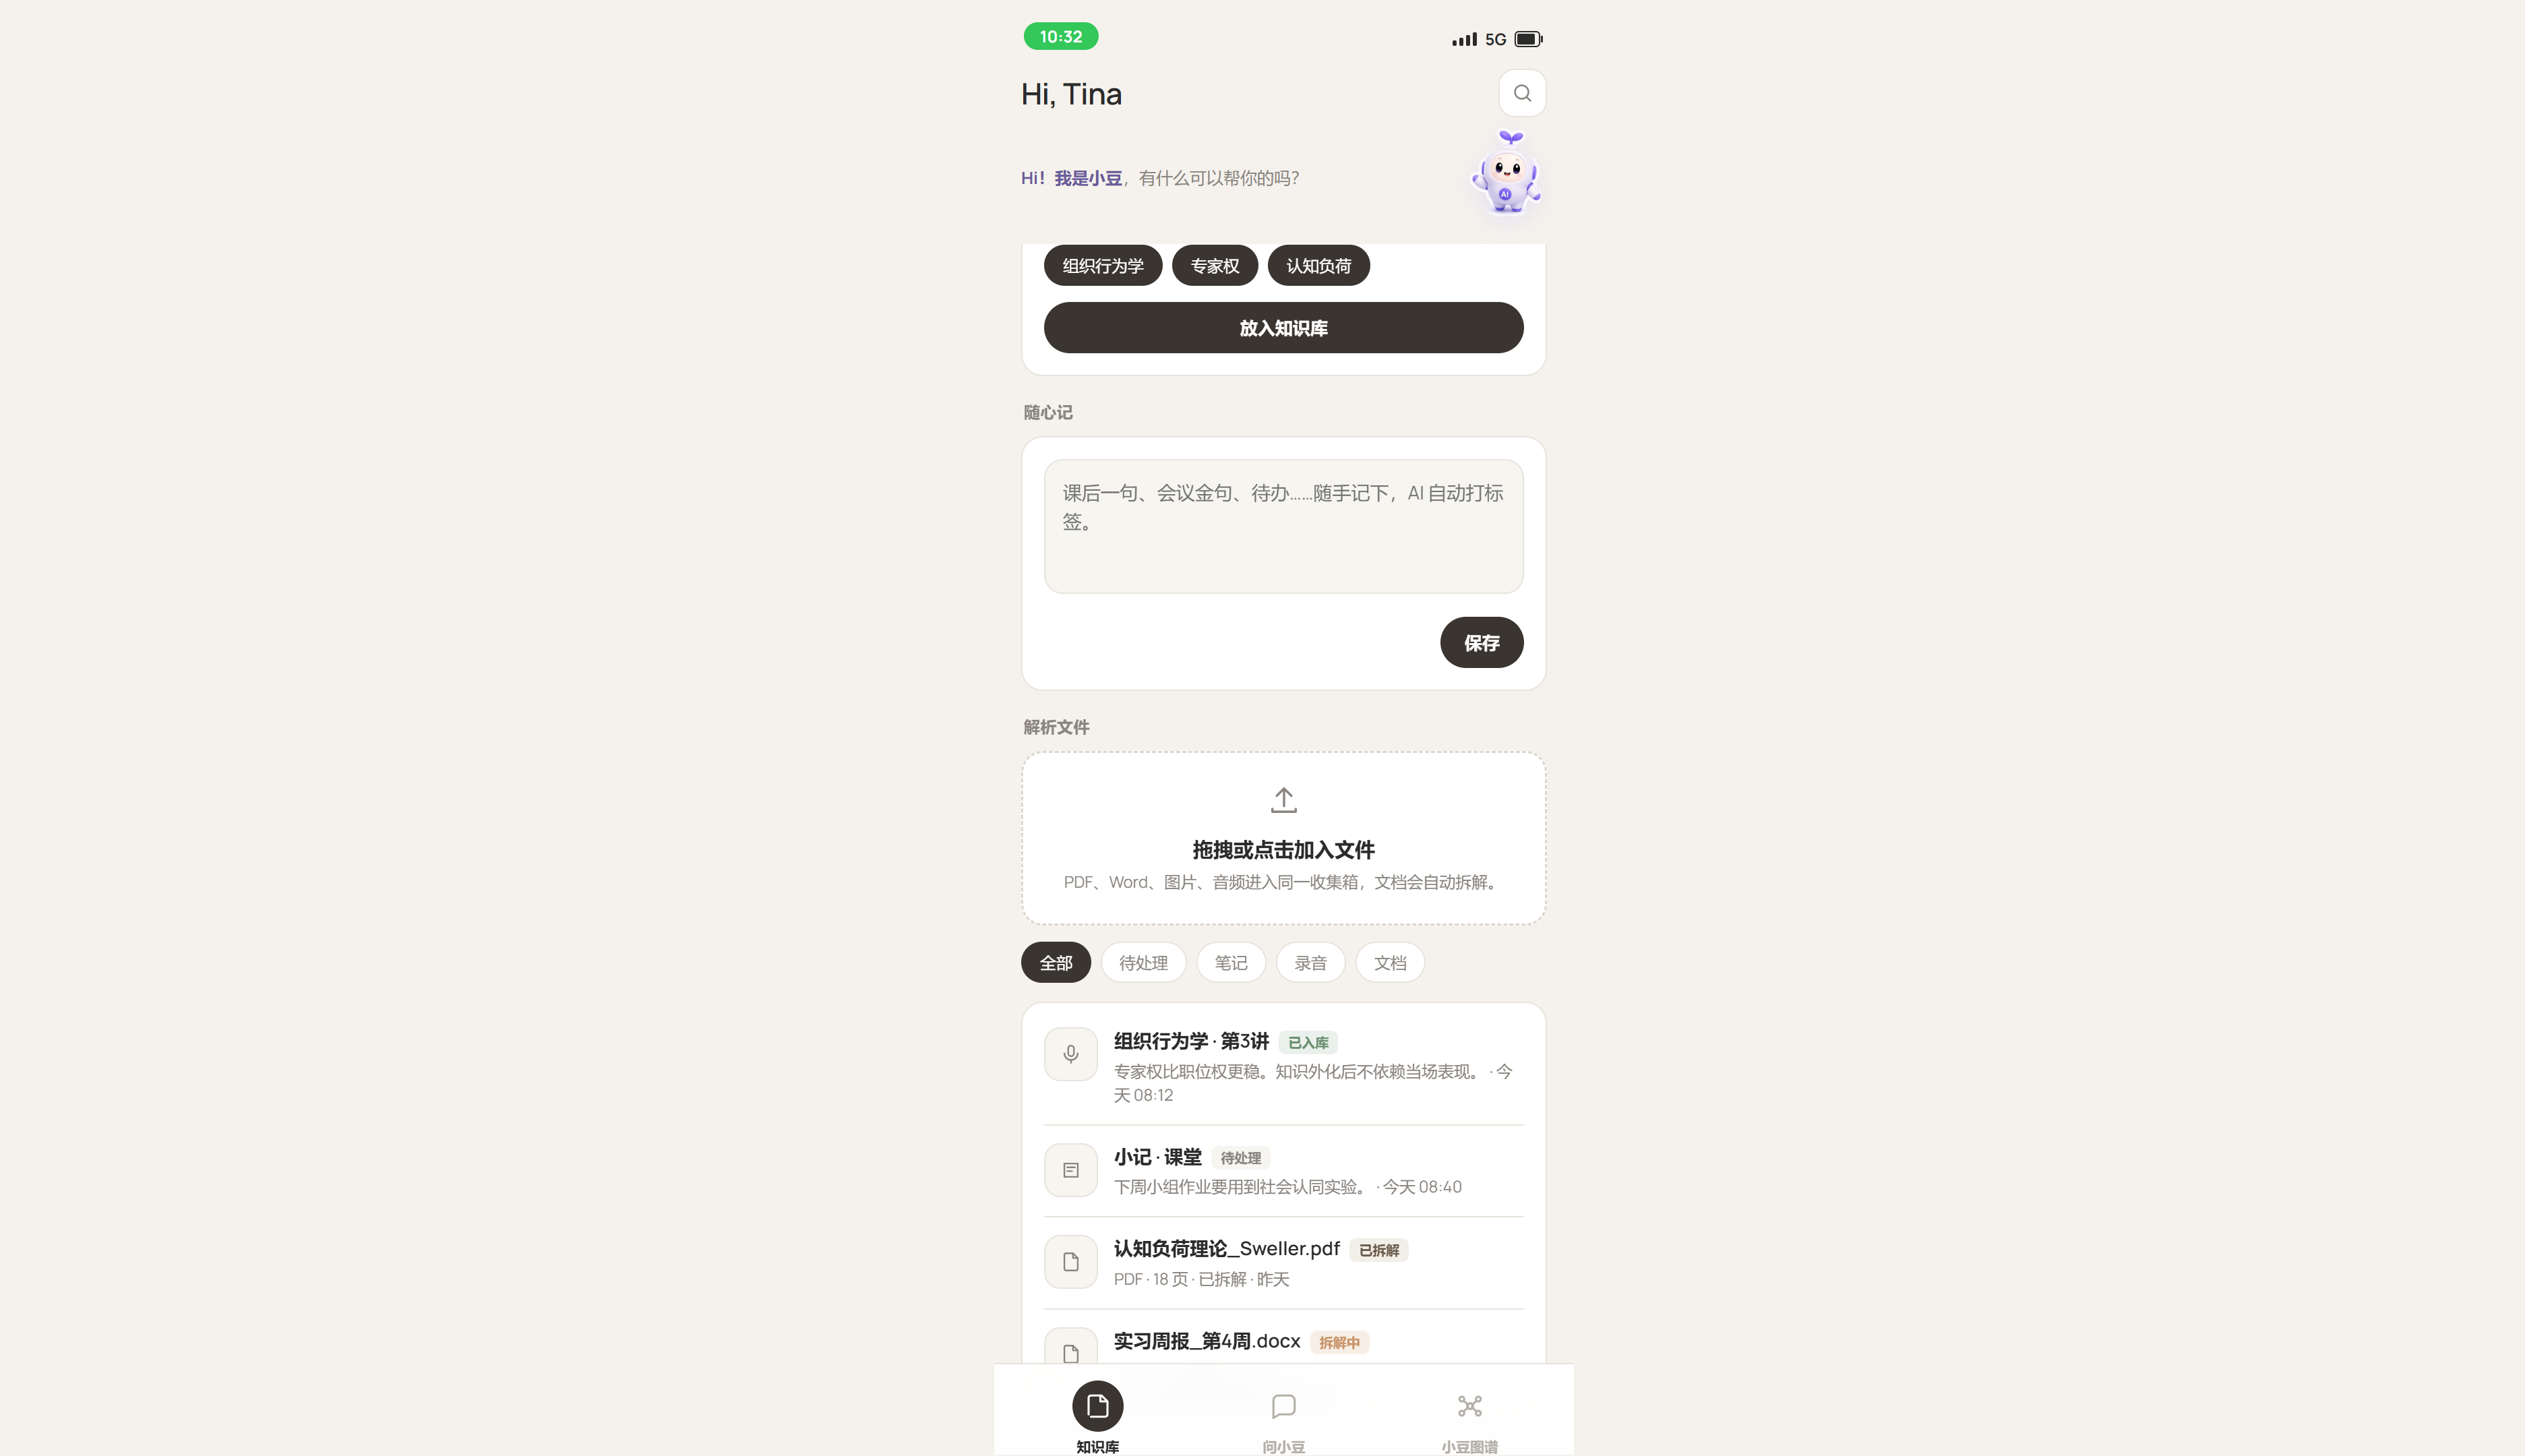 10:32
5G
Hi, Tina
Hi！我是小豆，有什么可以帮你的吗？
AI
组织行为学 专家权 认知负荷
放入知识库
随心记
课后一句、会议金句、待办……随手记下，AI 自动打标
签。
保存
解析文件
拖拽或点击加入文件
PDF、Word、图片、音频进入同一收集箱，文档会自动拆解。
全部 待处理 笔记 录音 文档
组织行为学 · 第3讲 已入库
专家权比职位权更稳。知识外化后不依赖当场表现。 · 今
天 08:12
小记 · 课堂 待处理
下周小组作业要用到社会认同实验。 · 今天 08:40
认知负荷理论_Sweller.pdf 已拆解
PDF · 18 页 · 已拆解 · 昨天
实习周报_第4周.docx 拆解中
知识库 问小豆 小豆图谱